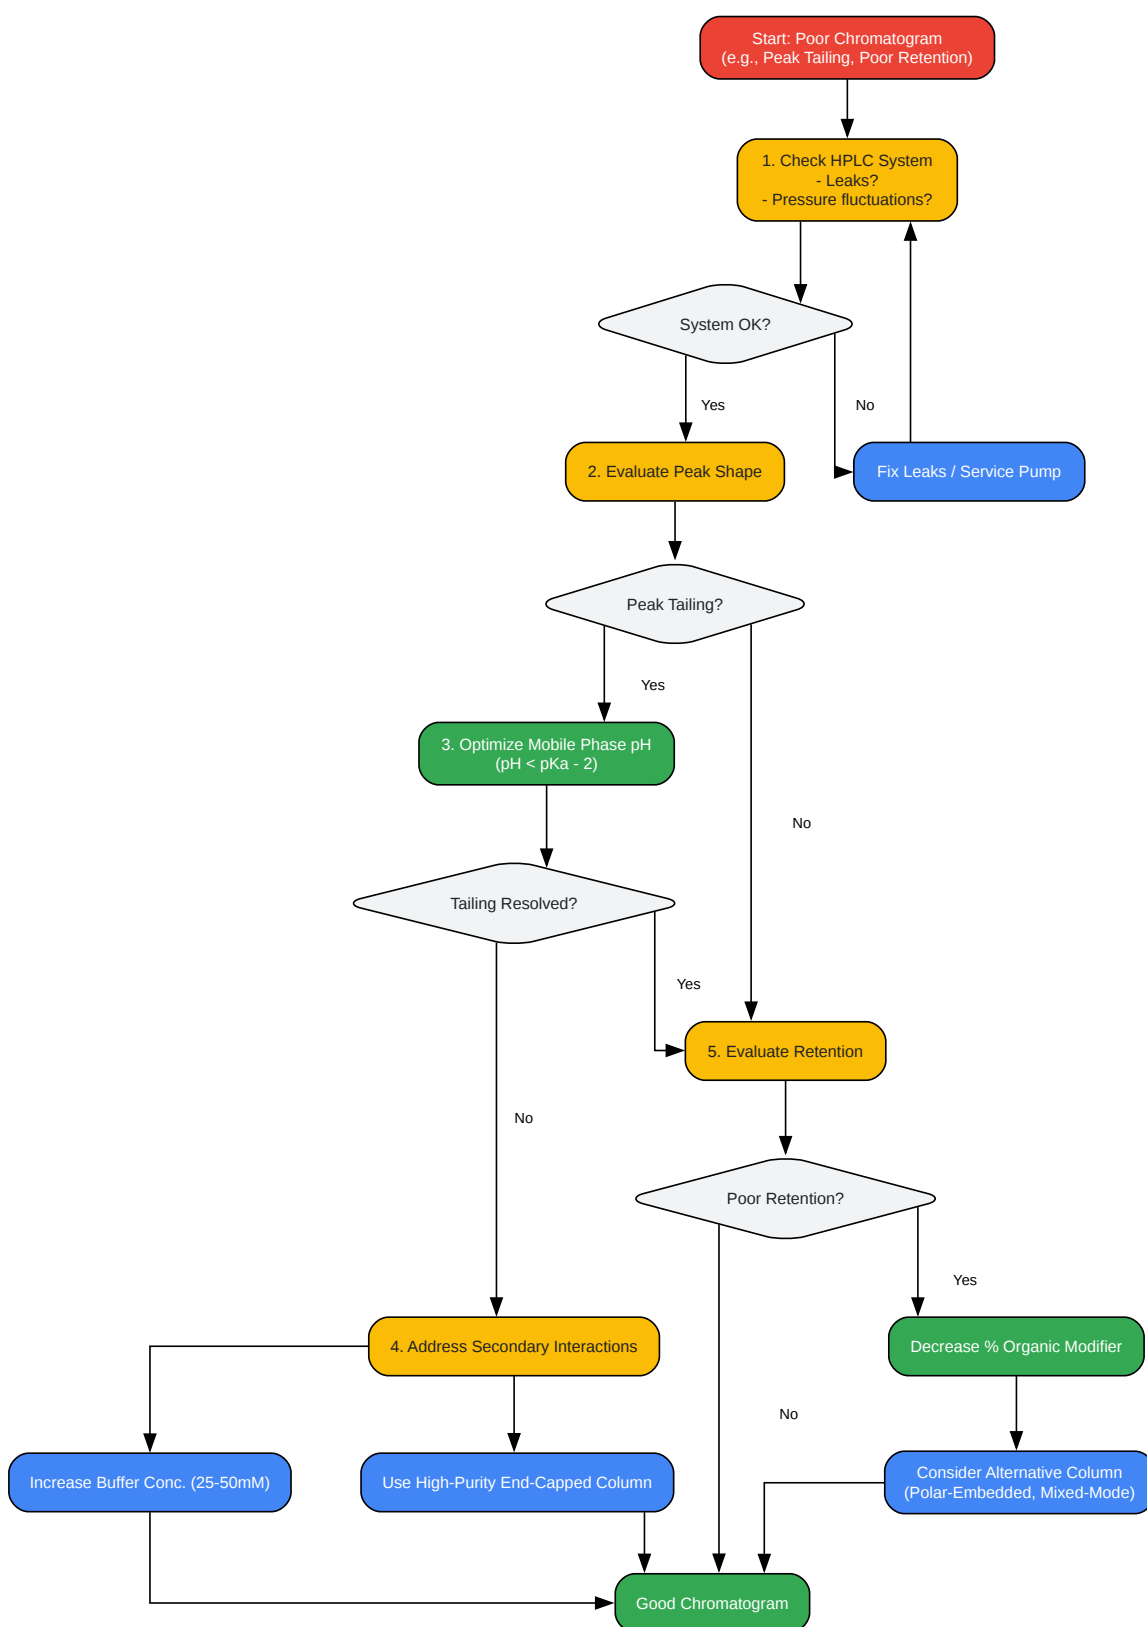 Start: Poor Chromatogram
(e.g., Peak Tailing, Poor Retention)
1. Check HPLC System
- Leaks?
- Pressure fluctuations?
System OK?
Yes
No
2. Evaluate Peak Shape
Fix Leaks / Service Pump
Peak Tailing?
Yes
3. Optimize Mobile Phase pH
(pH < pKa - 2)
No
Tailing Resolved?
Yes
5. Evaluate Retention
No
Poor Retention?
Yes
4. Address Secondary Interactions
Decrease % Organic Modifier
No
Increase Buffer Conc. (25-50mM)
Use High-Purity End-Capped Column
Consider Alternative Column
(Polar-Embedded, Mixed-Mode)
Good Chromatogram